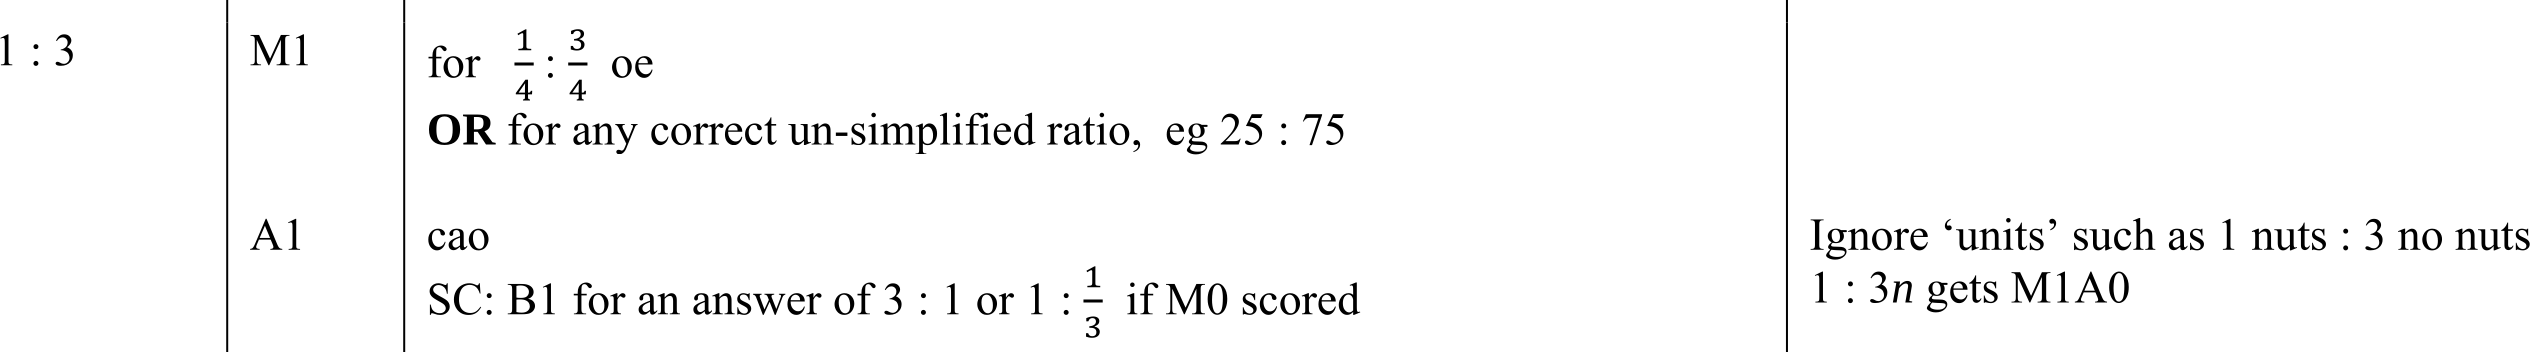 1 : 3
M1
for 1/4 : 3/4 oe
OR for any correct un-simplified ratio, eg 25 : 75
A1
cao
SC: B1 for an answer of 3 : 1 or 1 : 1/3 if M0 scored
Ignore ‘units’ such as 1 nuts : 3 no nuts
1 : 3n gets M1A0